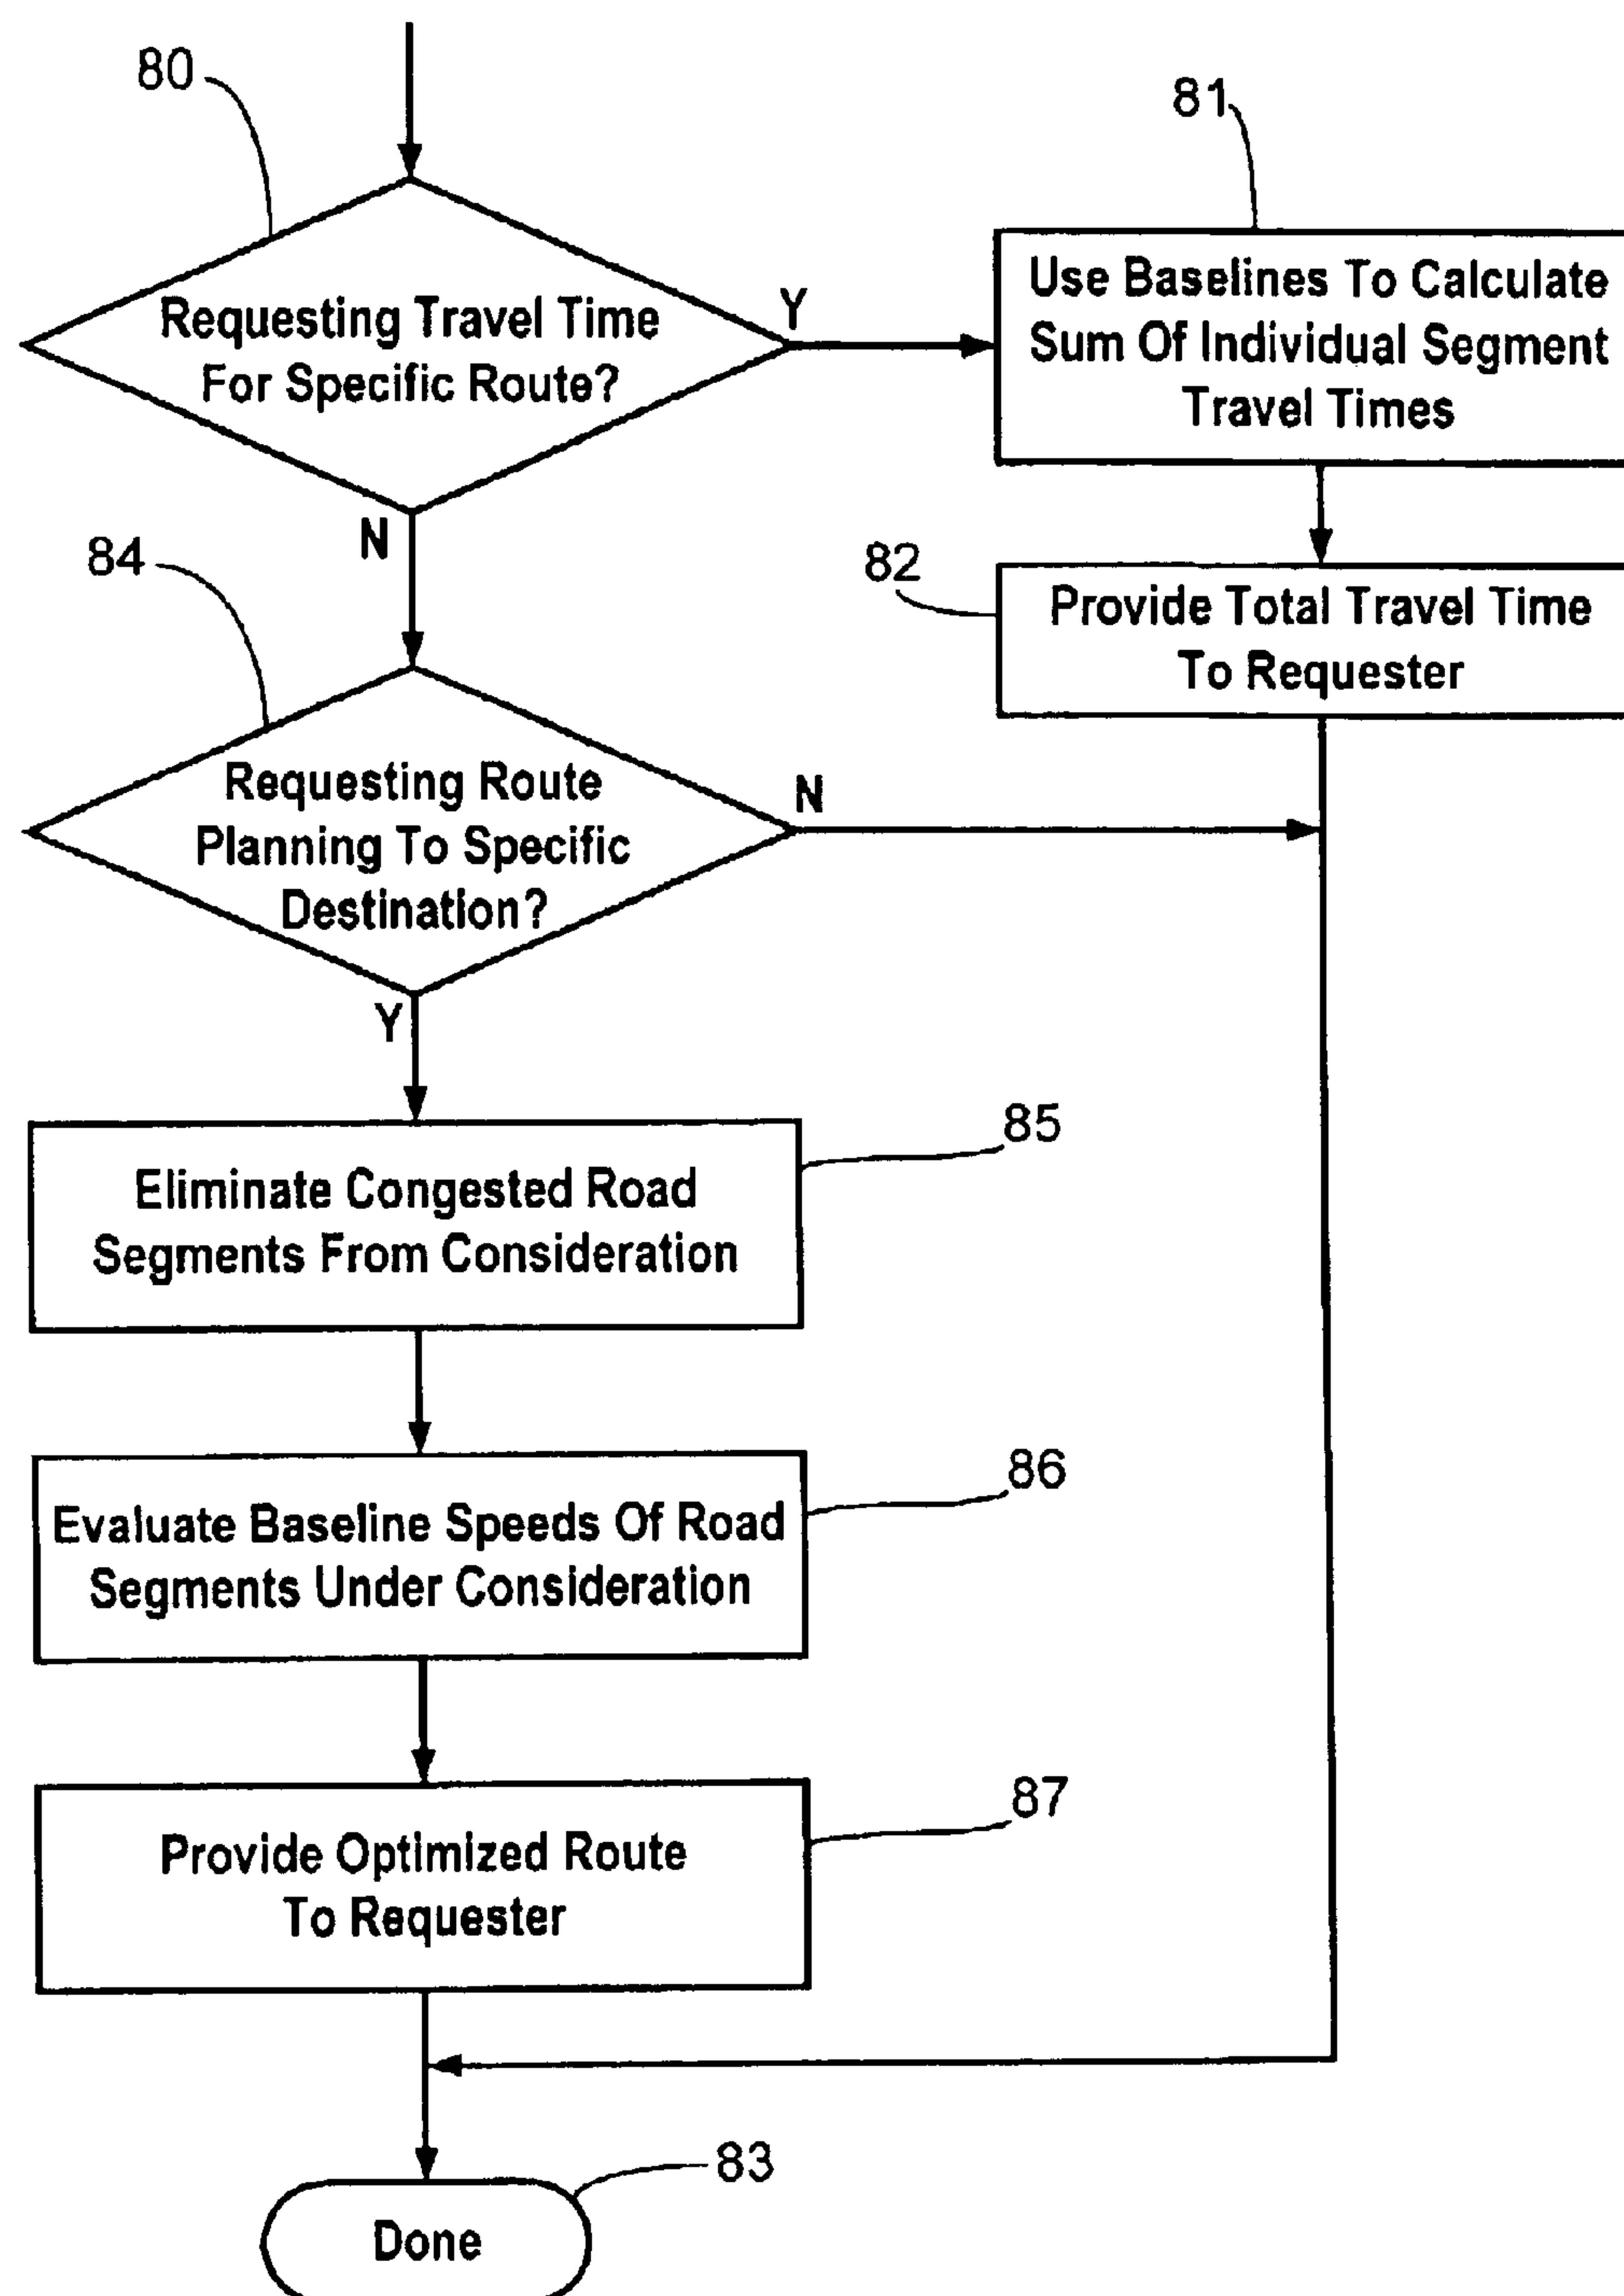 80
81
Requesting Travel Time
For Specific Route?
Y
Use Baselines To Calculate
Sum Of Individual Segment
Travel Times
N
84
82
Provide Total Travel Time
To Requester
Requesting Route
Planning To Specific
Destination?
N
Y
85
Eliminate Congested Road
Segments From Consideration
86
Evaluate Baseline Speeds Of Road
Segments Under Consideration
87
Provide Optimized Route
To Requester
83
Done